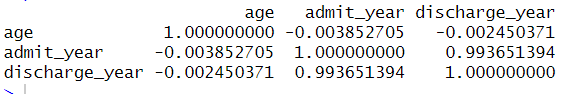 age admit_year discharge_year
age 1.000000000 -0.003852705 -0.002450371
admit_year -0.003852705 1.000000000 0.993651394
discharge_year -0.002450371 0.993651394 1.000000000
>